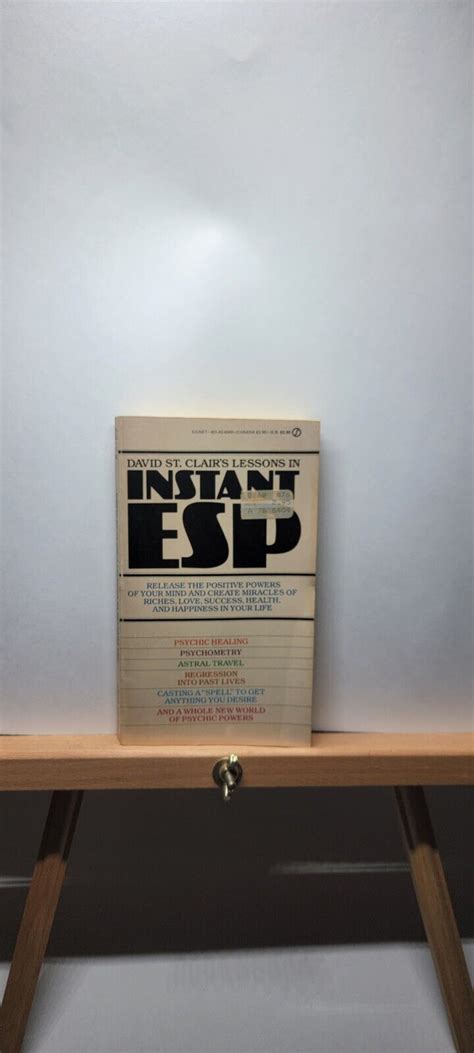 DAVID ST. CLAIR'S LESSONS IN
INSTANT
ESP
RELEASE THE POSITIVE POWERS
OF YOUR MIND AND CREATE MIRACLES OF
RICHES, LOVE, SUCCESS, HEALTH,
AND HAPPINESS IN YOUR LIFE
PSYCHIC HEALING
PSYCHOMETRY
ASTRAL TRAVEL
REGRESSION
INTO PAST LIVES
CASTING A "SPELL" TO GET
ANYTHING YOU DESIRE
AND A WHOLE NEW WORLD
OF PSYCHIC POWERS